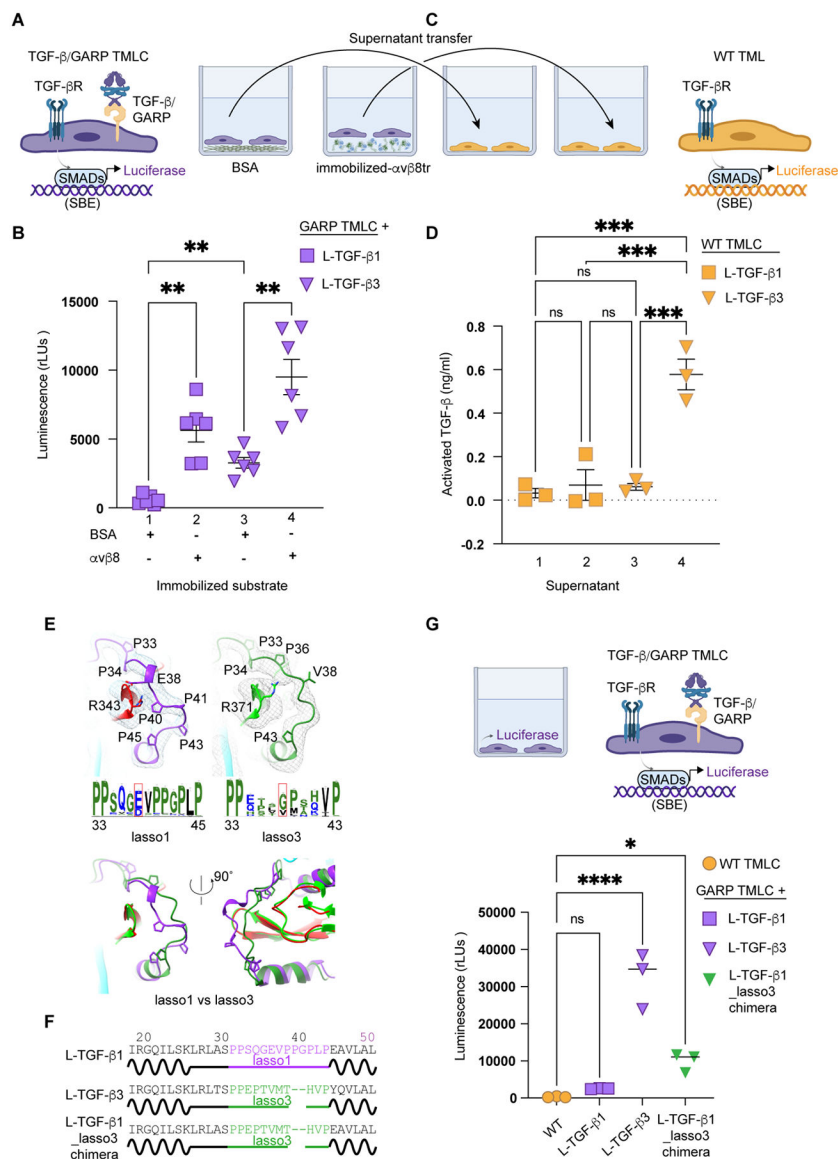 A
C
Supernatant transfer
TGF-β/GARP TMLC
TGF-βR
TGF-β/
GARP
SMADs
Luciferase
(SBE)
BSA
immobilized-αvβ8tr
WT TML
TGF-βR
SMADs
Luciferase
(SBE)
B
GARP TMLC +
L-TGF-β1
L-TGF-β3
**
**
**
15000
10000
5000
0
Luminescence (rLUs)
1 2 3 4
BSA + - + -
αvβ8 - + - +
Immobilized substrate
D
WT TMLC
L-TGF-β1
L-TGF-β3
***
***
ns
ns ns ***
0.8
0.6
0.4
0.2
0.0
-0.2
Activated TGF-β (ng/ml)
1 2 3 4
Supernatant
E
P33
P34
E38
P41
R343
P40
P45
P43
P33
P36
P34
V38
R371
P43
33 45
lasso1
33 43
lasso3
90°
lasso1 vs lasso3
F
20 30 40 50
L-TGF-β1 IRGQILSKLRLASPPSQGEVPPGPLPEAVLAL
lasso1
L-TGF-β3 IRGQILSKLRLTSPPEPTVMT--HVPYQVLAL
lasso3
L-TGF-β1
_lasso3
chimera
IRGQILSKLRLASPPEPTVMT--HVPEAVLAL
lasso3
G
TGF-β/GARP TMLC
TGF-βR
TGF-β/
GARP
Luciferase
SMADs
Luciferase
(SBE)
WT TMLC
GARP TMLC +
L-TGF-β1
L-TGF-β3
L-TGF-β1
_lasso3
chimera
*
****
ns
50000
40000
30000
20000
10000
0
Luminescence (rLUs)
WT
L-TGF-β1
L-TGF-β3
L-TGF-β1
_lasso3
chimera